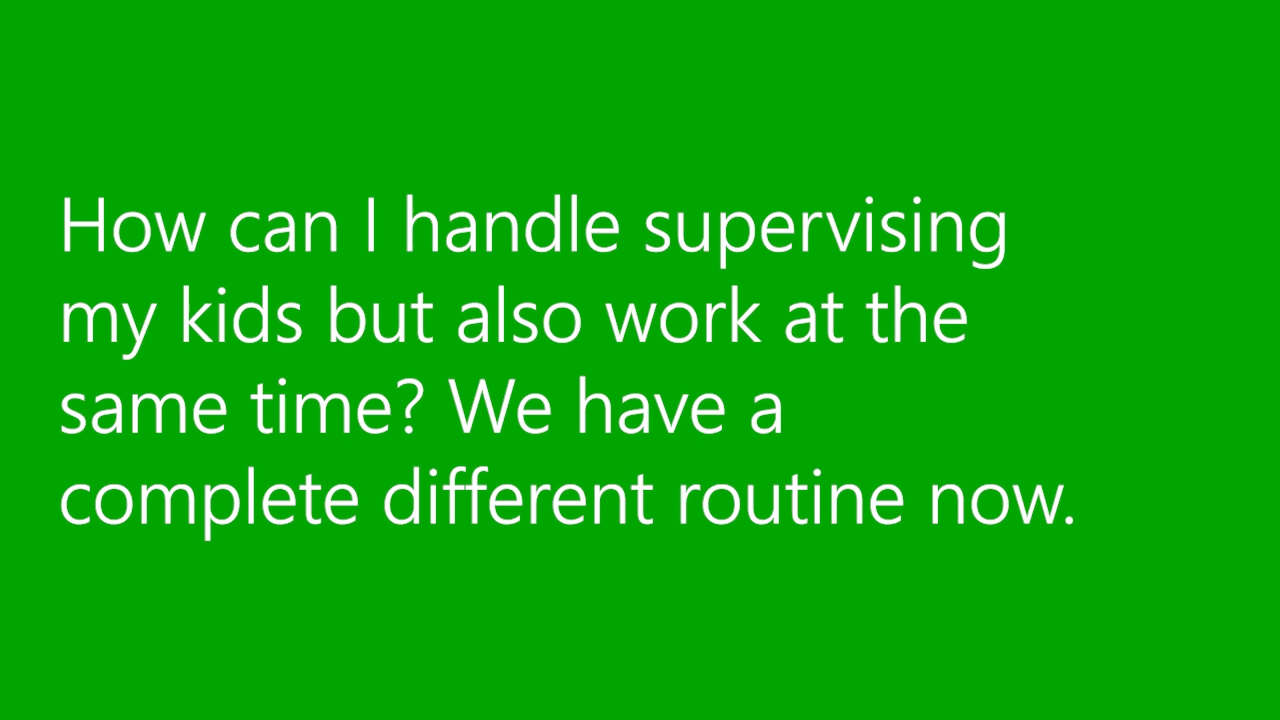 How can I handle supervising
my kids but also work at the
same time? We have a
complete different routine now.